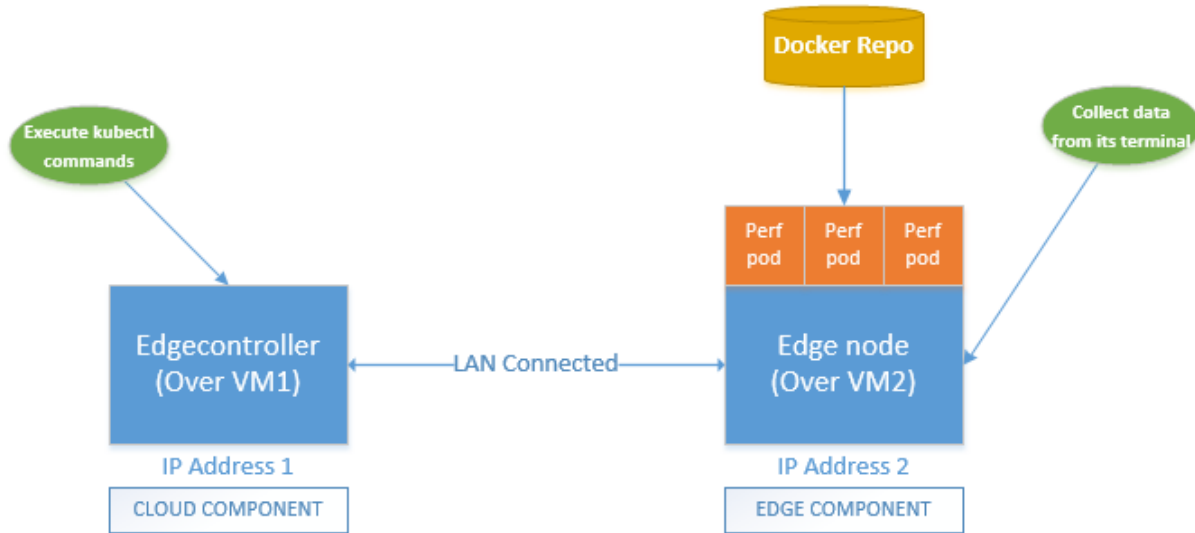 Docker Repo
Execute kubectl
commands
Collect data
from its terminal
Perf
pod
Perf
pod
Perf
pod
Edgecontroller
(Over VM1)
LAN Connected
Edge node
(Over VM2)
IP Address 1
IP Address 2
CLOUD COMPONENT
EDGE COMPONENT